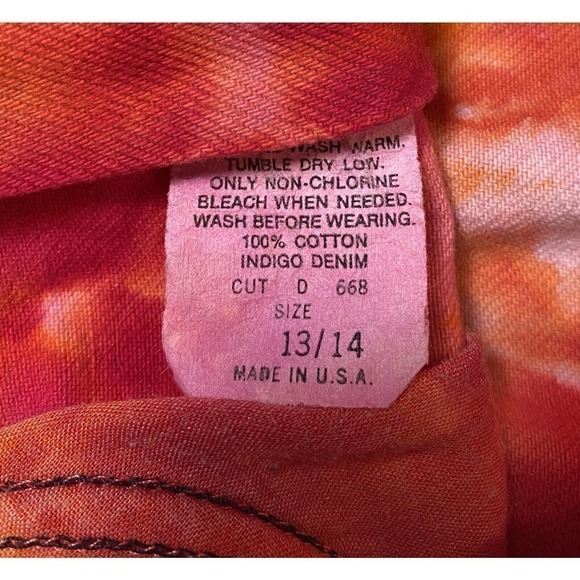 WASH WARM.
TUMBLE DRY LOW.
ONLY NON-CHLORINE
BLEACH WHEN NEEDED.
WASH BEFORE WEARING.
100% COTTON
INDIGO DENIM
CUT D 668
SIZE
13/14
MADE IN U.S.A.